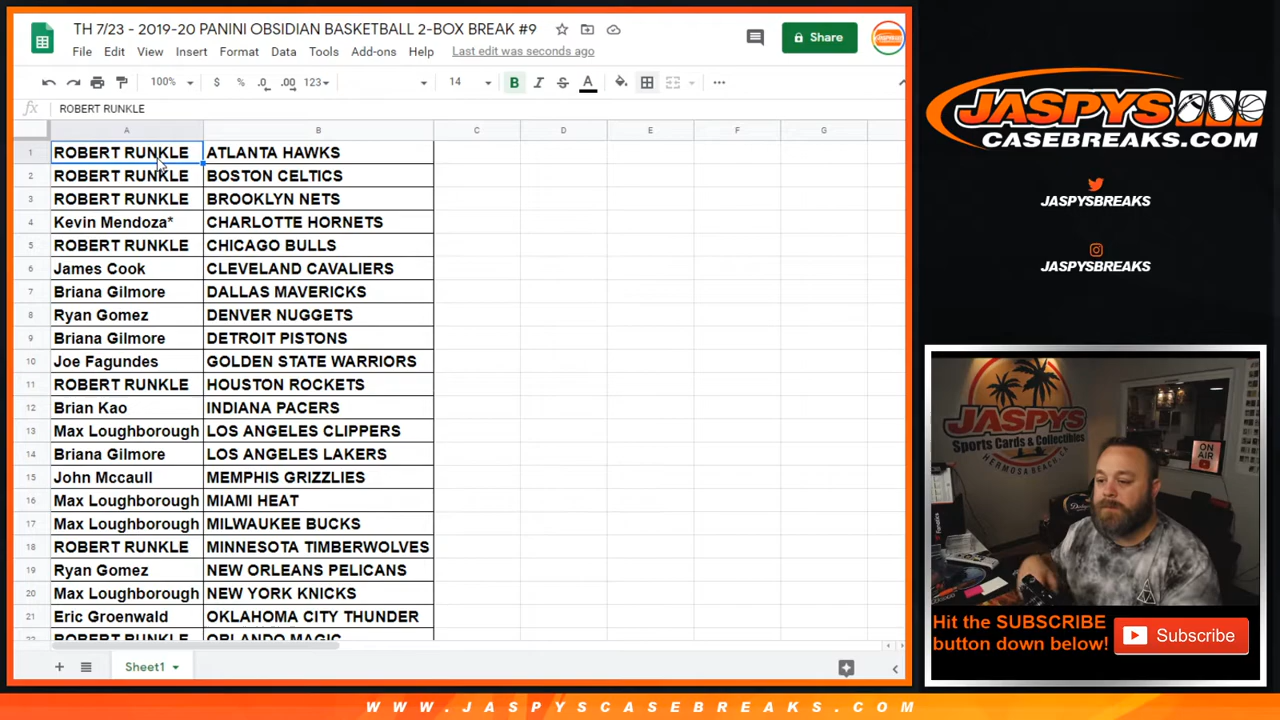 TH 7/23 - 2019-20 PANINI OBSIDIAN BASKETBALL 2-BOX BREAK #9
File Edit View Insert Format Data Tools Add-ons Help Last edit was seconds ago
Share
100% $ % .0 .00 123 14 B I S A
fx ROBERT RUNKLE
A B C D E F G
1 ROBERT RUNKLE ATLANTA HAWKS
2 ROBERT RUNKLE BOSTON CELTICS
3 ROBERT RUNKLE BROOKLYN NETS
4 Kevin Mendoza* CHARLOTTE HORNETS
5 ROBERT RUNKLE CHICAGO BULLS
6 James Cook CLEVELAND CAVALIERS
7 Briana Gilmore DALLAS MAVERICKS
8 Ryan Gomez DENVER NUGGETS
9 Briana Gilmore DETROIT PISTONS
10 Joe Fagundes GOLDEN STATE WARRIORS
11 ROBERT RUNKLE HOUSTON ROCKETS
12 Brian Kao INDIANA PACERS
13 Max Loughborough LOS ANGELES CLIPPERS
14 Briana Gilmore LOS ANGELES LAKERS
15 John Mccaull MEMPHIS GRIZZLIES
16 Max Loughborough MIAMI HEAT
17 Max Loughborough MILWAUKEE BUCKS
18 ROBERT RUNKLE MINNESOTA TIMBERWOLVES
19 Ryan Gomez NEW ORLEANS PELICANS
20 Max Loughborough NEW YORK KNICKS
21 Eric Groenwald OKLAHOMA CITY THUNDER
22 ROBERT RUNKLE ORLANDO MAGIC
Sheet1
JASPYS
CASEBREAKS.COM
JASPYSBREAKS
JASPYSBREAKS
JASPYS
Sports Cards & Collectibles
HERMOSA BEACH, CA
ON AIR
Hit the SUBSCRIBE
button down below!
Subscribe
WWW.JASPYSCASEBREAKS.COM